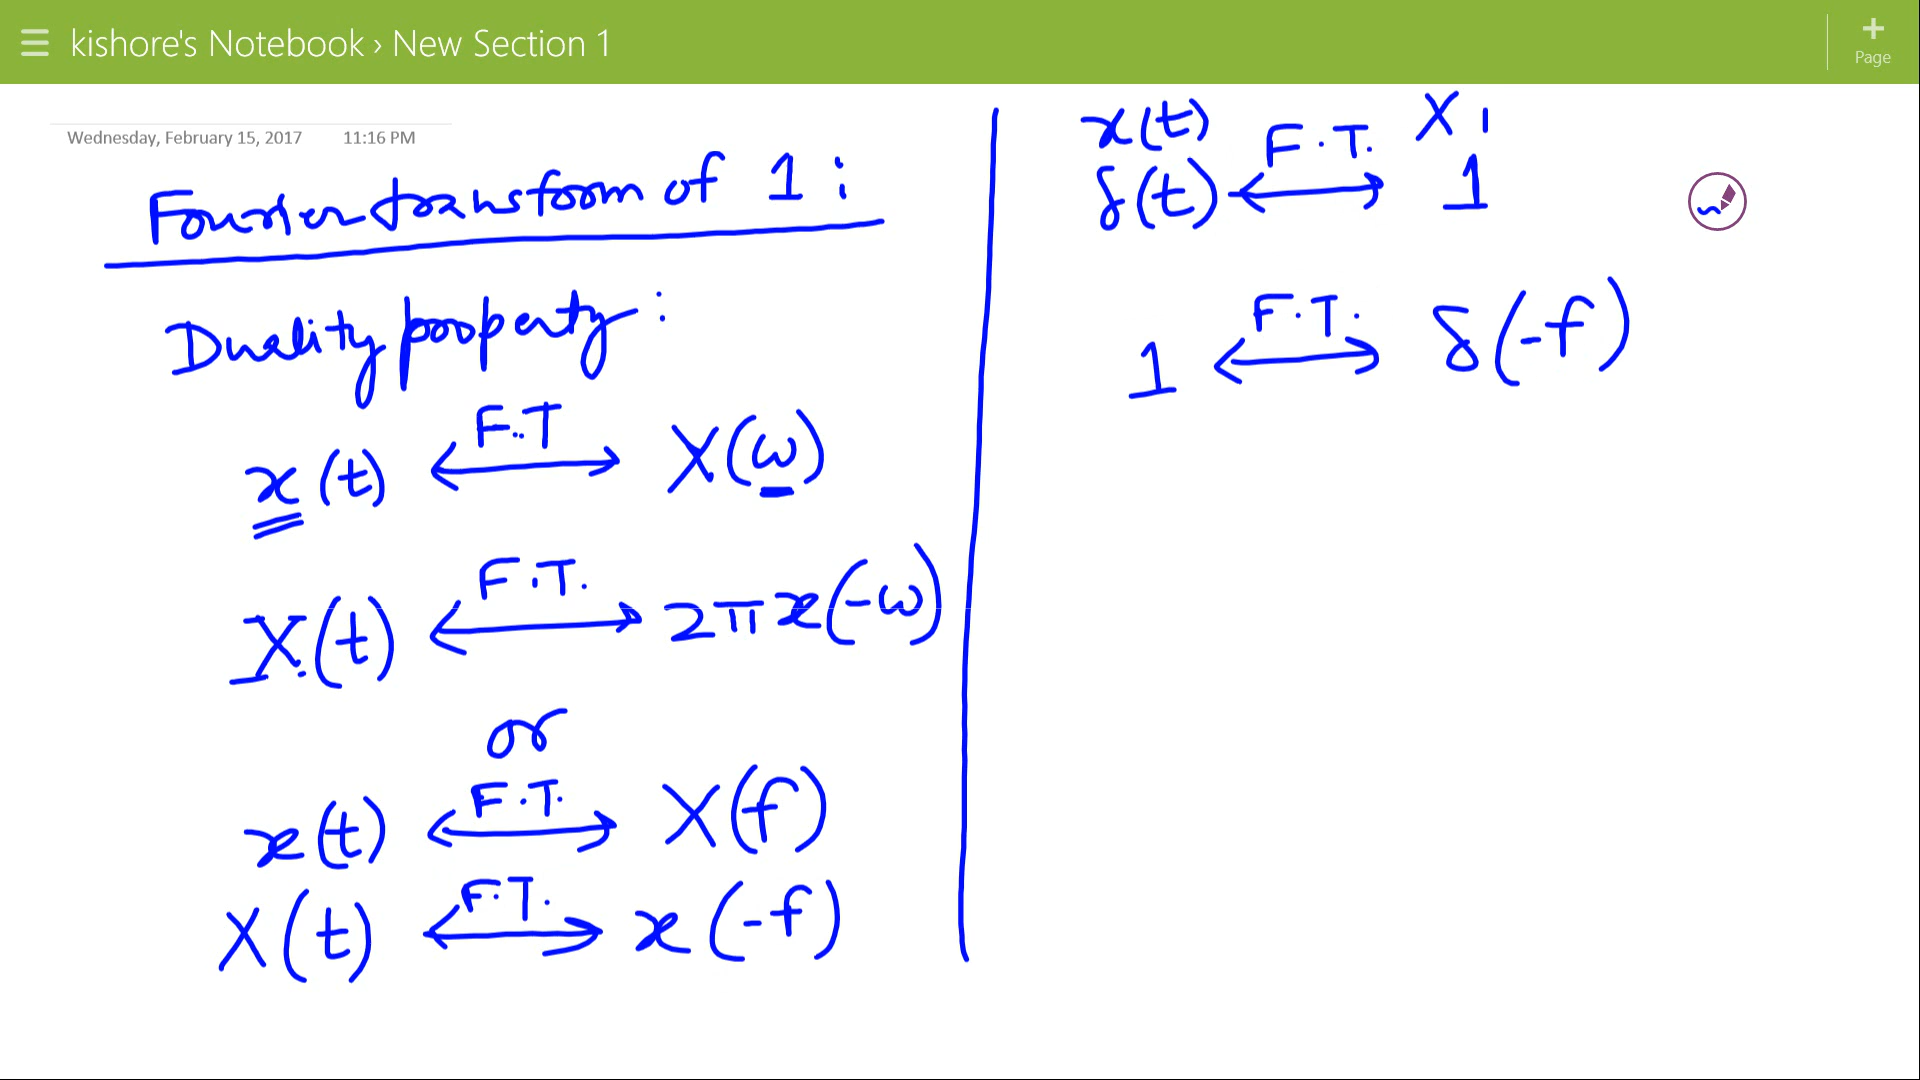 kishore's Notebook › New Section 1
Page
Wednesday, February 15, 2017 11:16 PM
Fourier transform of 1 :
Duality property :
x(t) F.T X(ω)
X(t) F.T. 2π x(-ω)
or
x(t) F.T. X(f)
X(t) F.T. x(-f)
x(t) X
δ(t) F.T. 1
1 F.T. δ(-f)